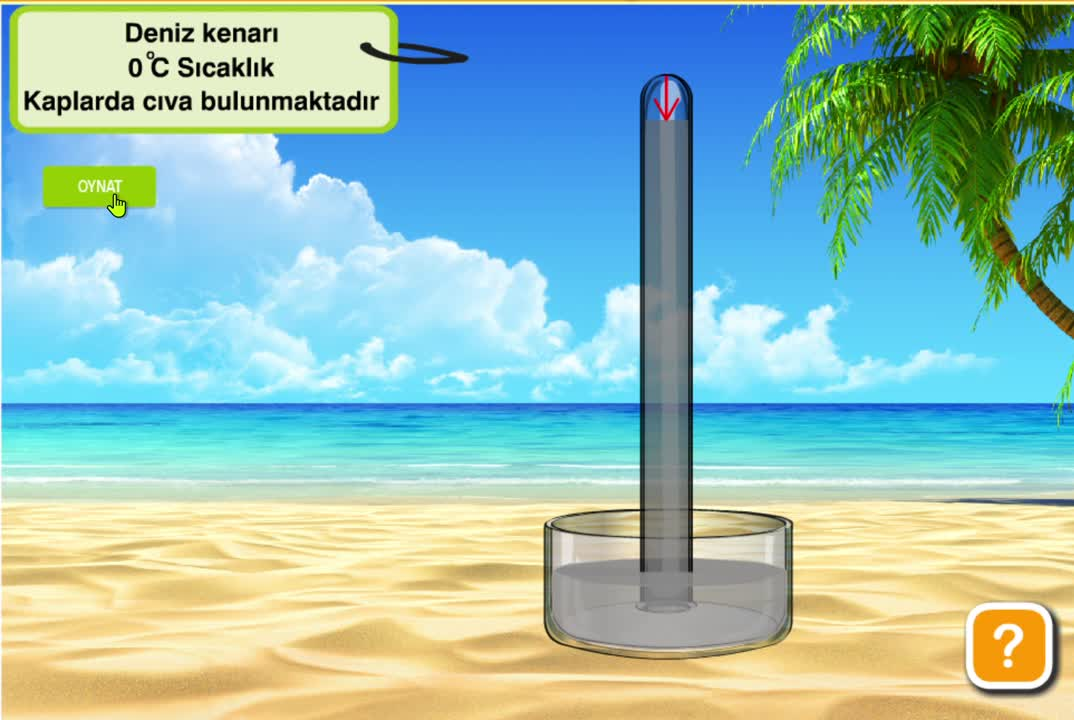 Deniz kenarı
0°C Sıcaklık
Kaplarda cıva bulunmaktadır
OYNAT
?